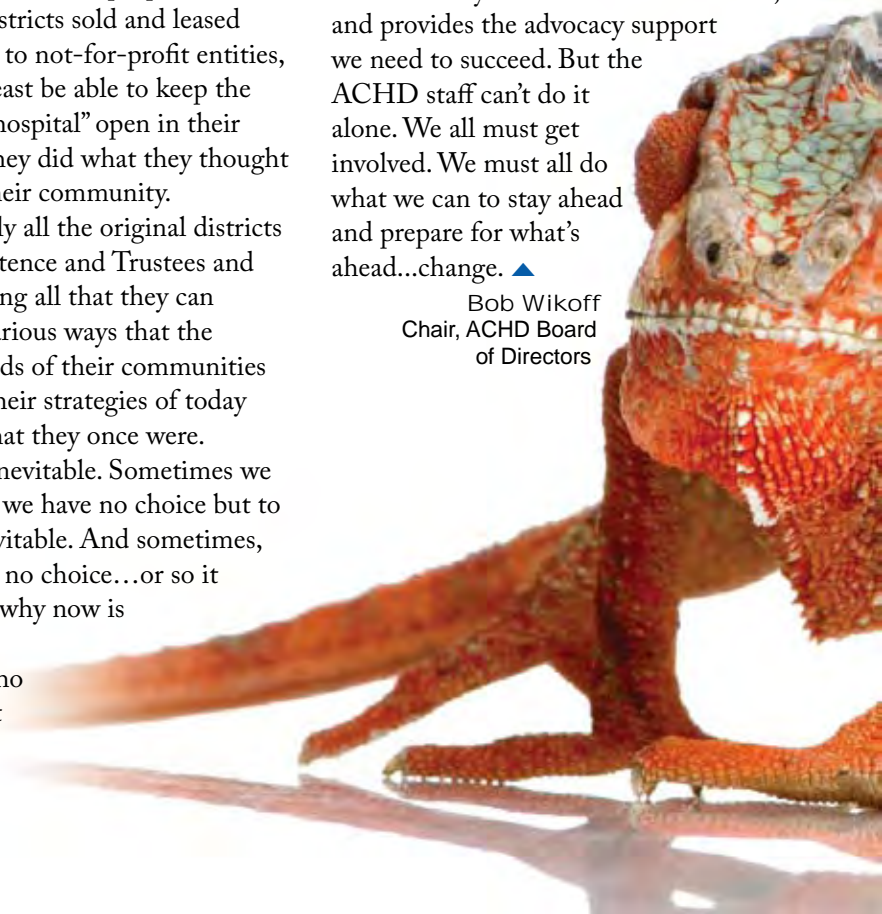 stricts sold and leased
to not-for-profit entities,
east be able to keep the
hospital” open in their
hey did what they thought
heir community.
ly all the original districts
tence and Trustees and
ng all that they can
arious ways that the
ds of their communities
heir strategies of today
hat they once were.
nevitable. Sometimes we
we have no choice but to
vitable. And sometimes,
no choice…or so it
why now is
no
and provides the advocacy support
we need to succeed. But the
ACHD staff can’t do it
alone. We all must get
involved. We must all do
what we can to stay ahead
and prepare for what’s
ahead...change. ▲
Bob Wikoff
Chair, ACHD Board
of Directors